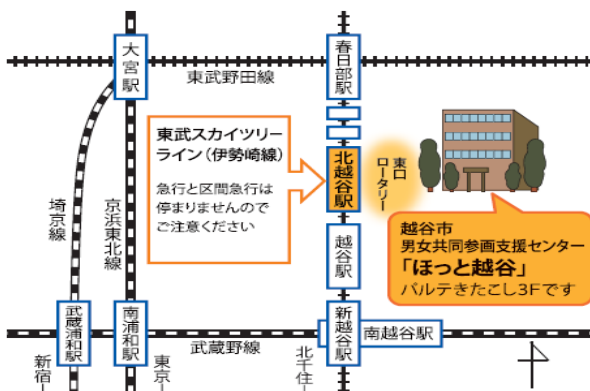 大宮駅
東武野田線
春日部駅
東武スカイツリー
ライン(伊勢崎線)
急行と区間急行は
停まりませんので
ご注意ください
北越谷駅
東口
ロータリー
越谷市
男女共同参画支援センター
「ほっと越谷」
パルテきたこし3Fです
埼京線
京浜東北線
越谷駅
武蔵浦和駅
南浦和駅
武蔵野線
新越谷駅
南越谷駅
新宿
東京
北千住